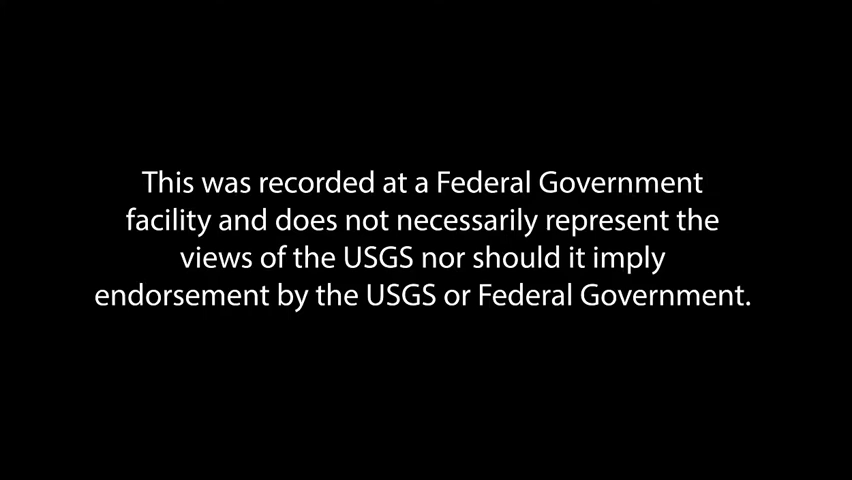 This was recorded at a Federal Government
facility and does not necessarily represent the
views of the USGS nor should it imply
endorsement by the USGS or Federal Government.